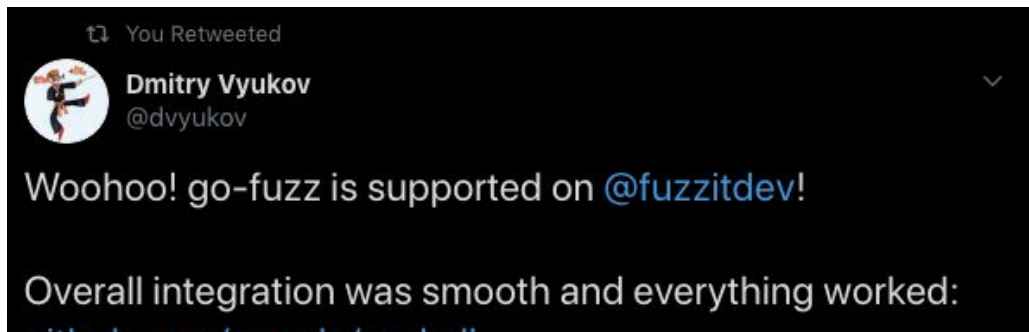 You Retweeted
Dmitry Vyukov
@dvyukov
Woohoo! go-fuzz is supported on @fuzzitdev!
Overall integration was smooth and everything worked: